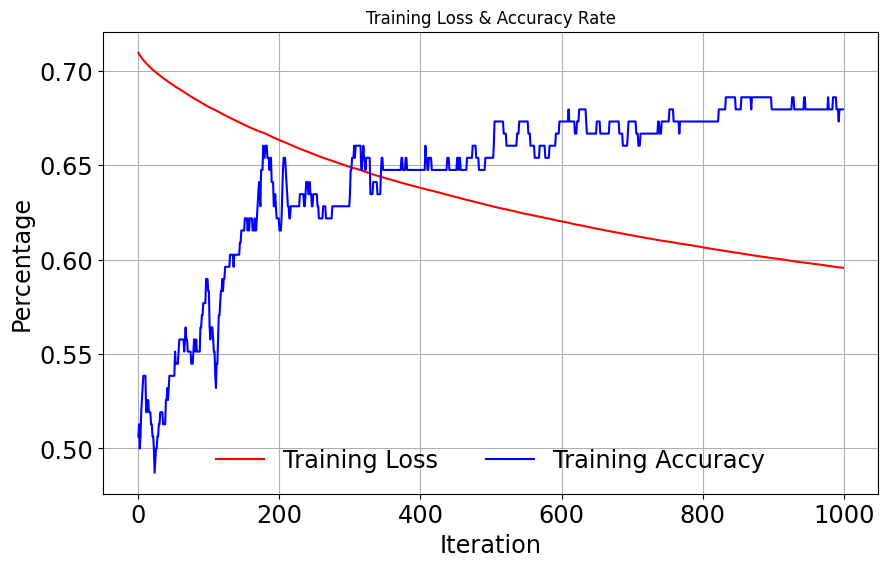 Training Loss & Accuracy Rate
0.70
0.65
0.60
0.55
0.50
Percentage
Training Loss Training Accuracy
0 200 400 600 800 1000
Iteration